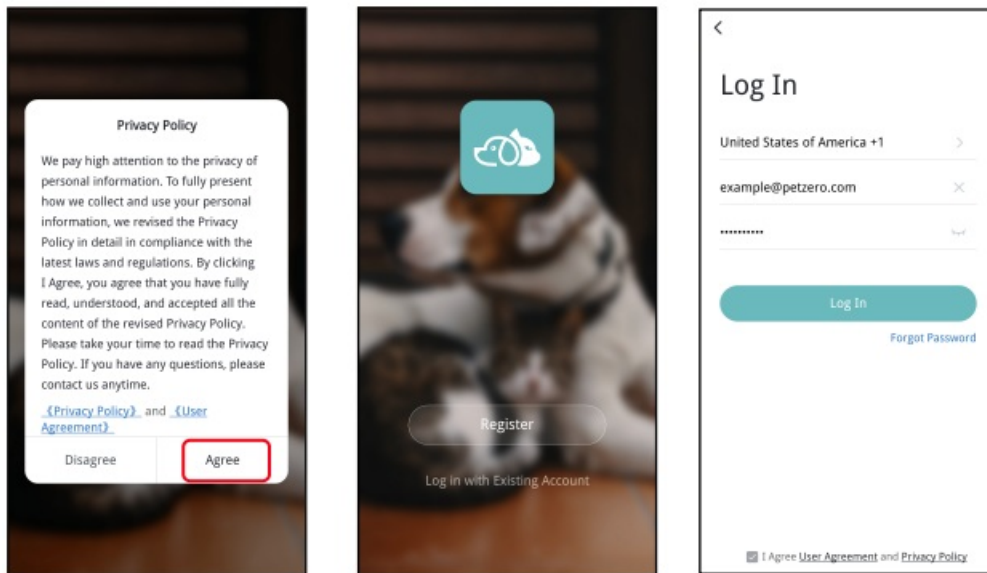 Privacy Policy
We pay high attention to the privacy of
personal information. To fully present
how we collect and use your personal
information, we revised the Privacy
Policy in detail in compliance with the
latest laws and regulations. By clicking
I Agree, you agree that you have fully
read, understood, and accepted all the
content of the revised Privacy Policy.
Please take your time to read the Privacy
Policy. If you have any questions, please
contact us anytime.
《Privacy Policy》 and 《User
Agreement》
Disagree
Agree
Register
Log in with Existing Account
Log In
United States of America +1
example@petzero.com
Log In
Forgot Password
I Agree User Agreement and Privacy Policy